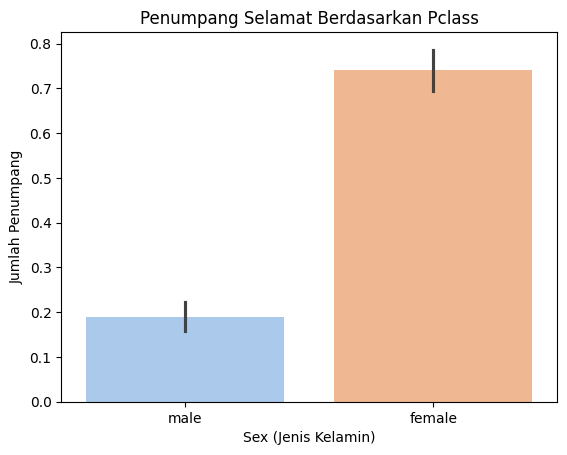 Penumpang Selamat Berdasarkan Pclass
Jumlah Penumpang
0.8
0.7
0.6
0.5
0.4
0.3
0.2
0.1
0.0
male female
Sex (Jenis Kelamin)